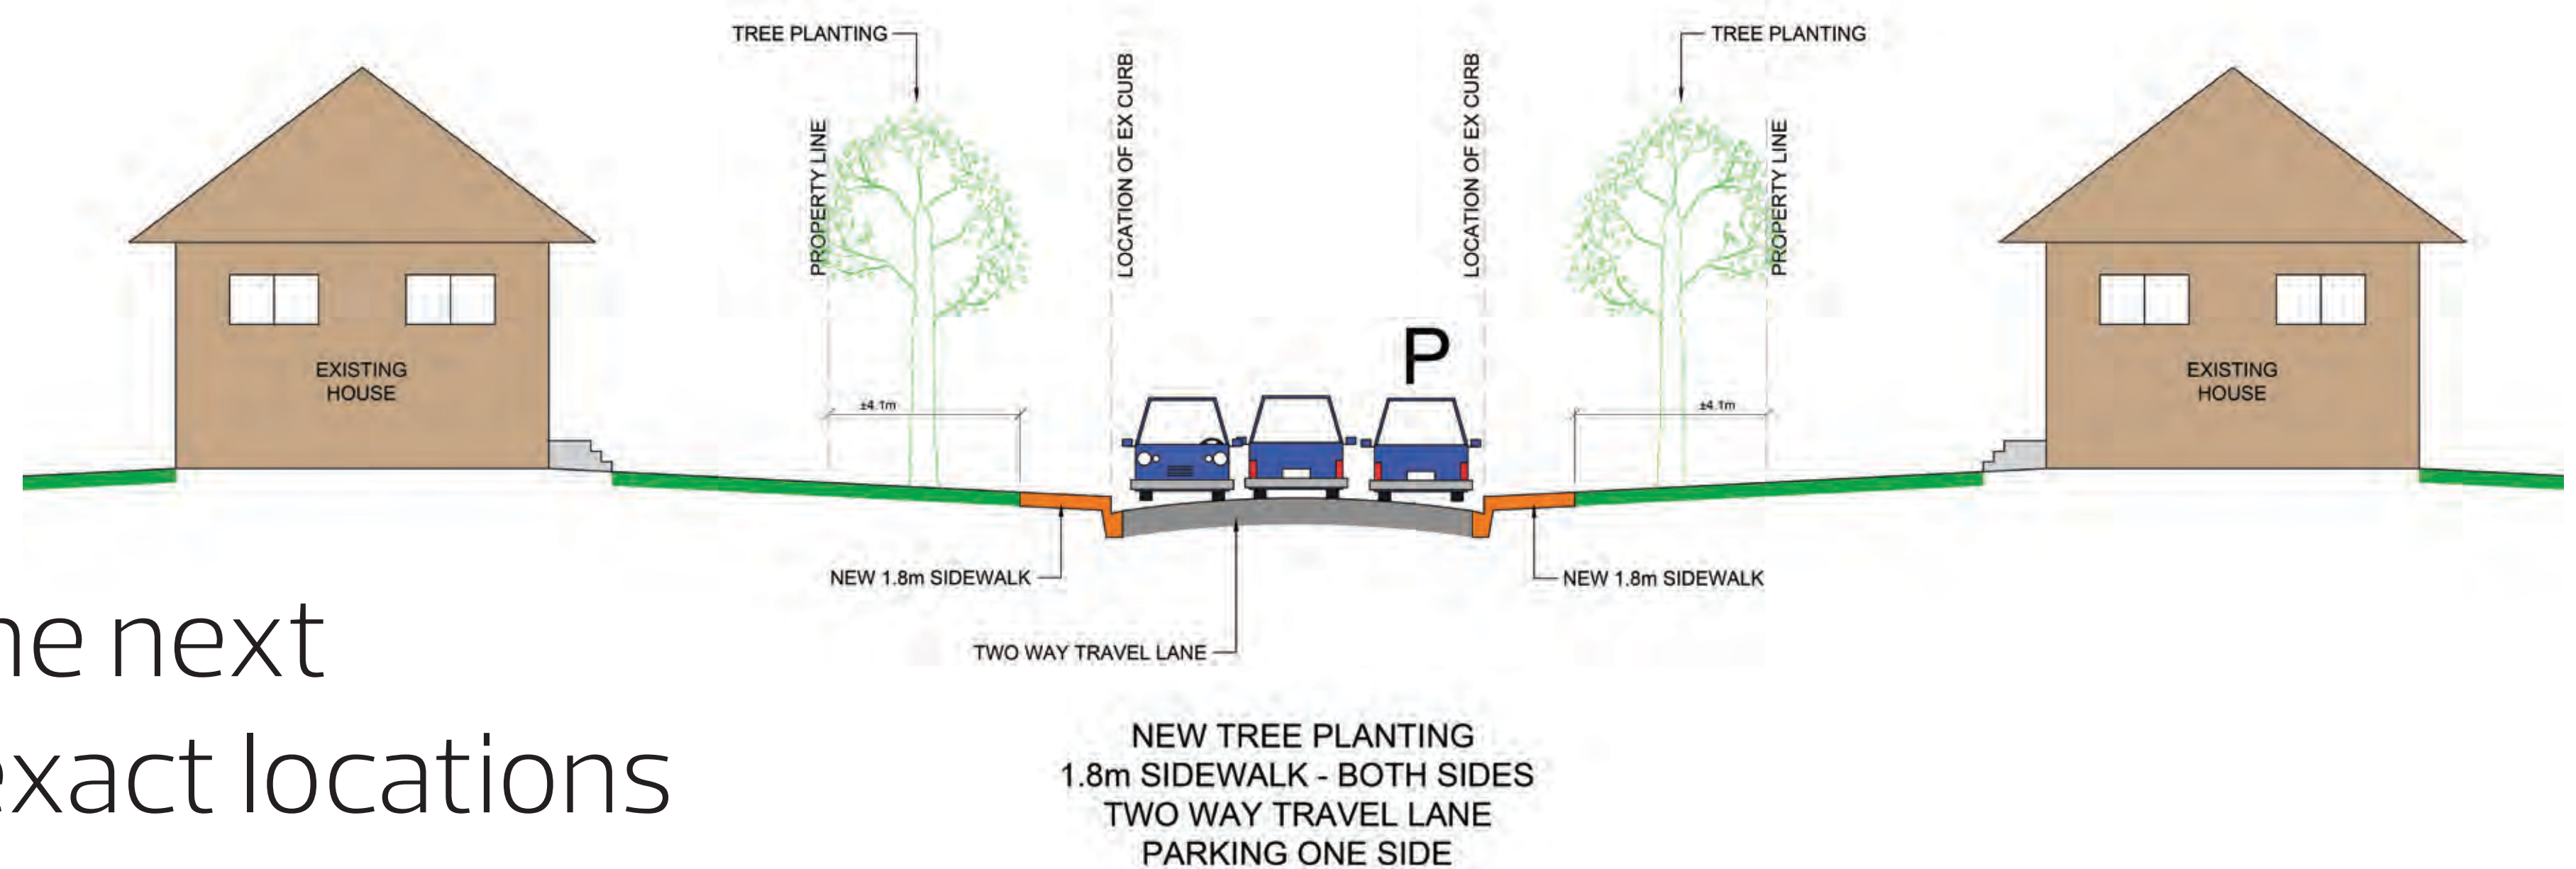 TREE PLANTING
TREE PLANTING
PROPERTY LINE
LOCATION OF EX CURB
LOCATION OF EX CURB
PROPERTY LINE
P
EXISTING
HOUSE
±4.1m
±4.1m
EXISTING
HOUSE
NEW 1.8m SIDEWALK
NEW 1.8m SIDEWALK
TWO WAY TRAVEL LANE
he next
exact locations
NEW TREE PLANTING
1.8m SIDEWALK - BOTH SIDES
TWO WAY TRAVEL LANE
PARKING ONE SIDE